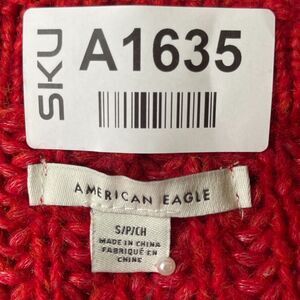 SKU
A1635
AMERICAN EAGLE
S/P/CH
MADE IN CHINA
FABRIQUÉ EN
CHINE